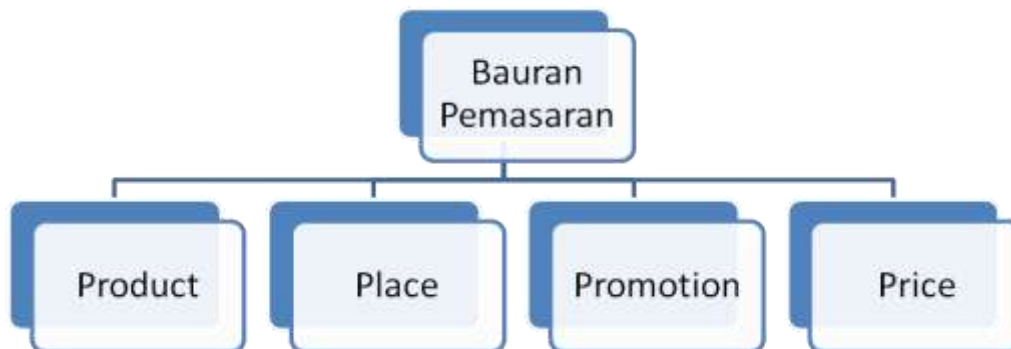 Bauran
Pemasaran
Product
Place
Promotion
Price